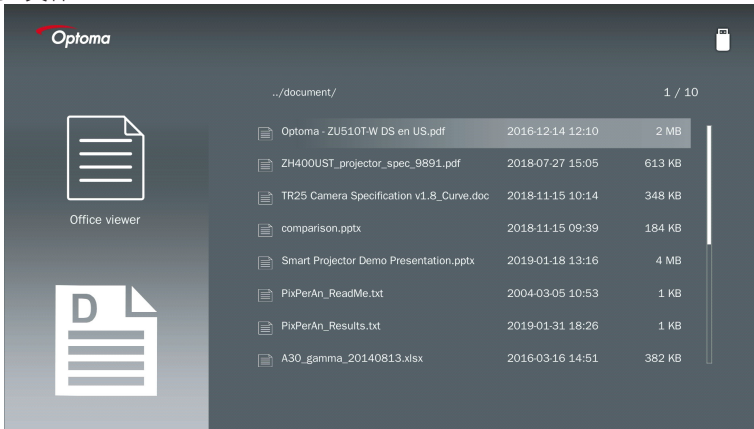 Optoma
../document/ 1 / 10
Optoma - ZU510T-W DS en US.pdf 2016-12-14 12:10 2 MB
ZH400UST_projector_spec_9891.pdf 2018-07-27 15:05 613 KB
TR25 Camera Specification v1.8_Curve.doc 2018-11-15 10:14 348 KB
Office viewer
comparison.pptx 2018-11-15 09:39 184 KB
Smart Projector Demo Presentation.pptx 2019-01-18 13:16 4 MB
PixPerAn_ReadMe.txt 2004-03-05 10:53 1 KB
D
PixPerAn_Results.txt 2019-01-31 18:26 1 KB
A30_gamma_20140813.xlsx 2016-03-16 14:51 382 KB